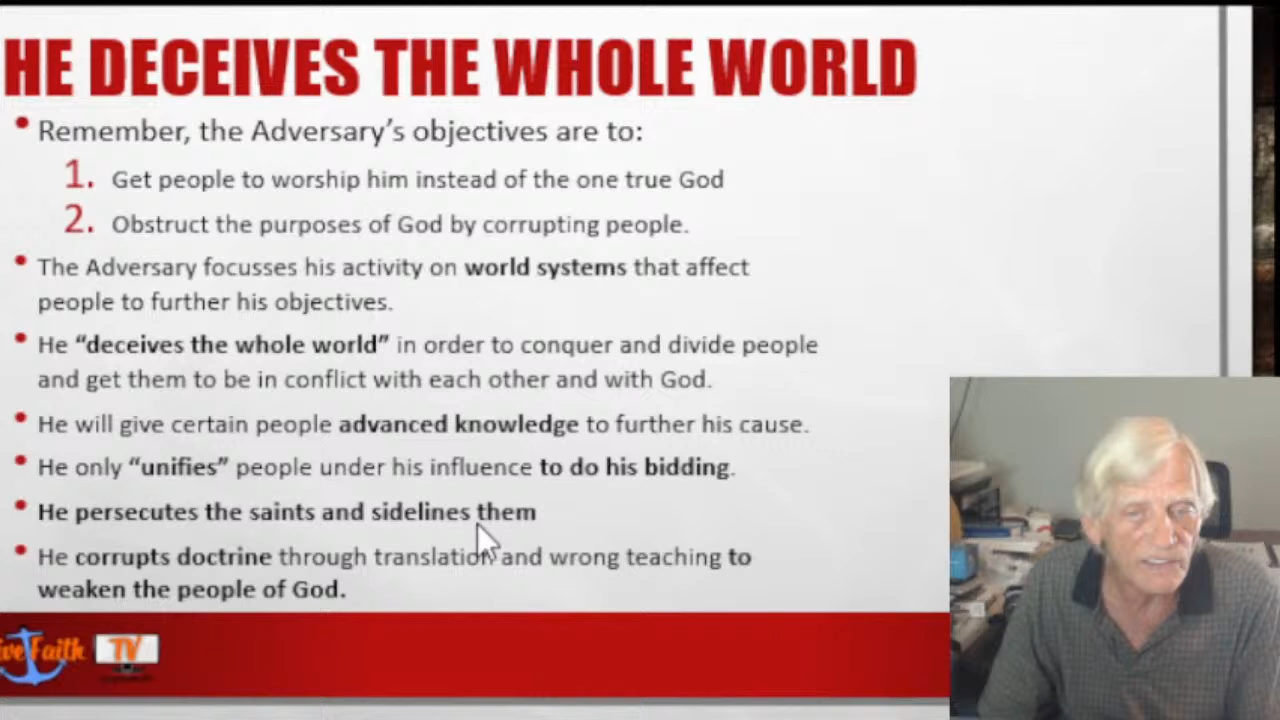 HE DECEIVES THE WHOLE WORLD
• Remember, the Adversary's objectives are to:
1. Get people to worship him instead of the one true God
2. Obstruct the purposes of God by corrupting people.
• The Adversary focusses his activity on world systems that affect
people to further his objectives.
• He “deceives the whole world” in order to conquer and divide people
and get them to be in conflict with each other and with God.
• He will give certain people advanced knowledge to further his cause.
• He only “unifies” people under his influence to do his bidding.
• He persecutes the saints and sidelines them
• He corrupts doctrine through translation and wrong teaching to
weaken the people of God.
Faith TV